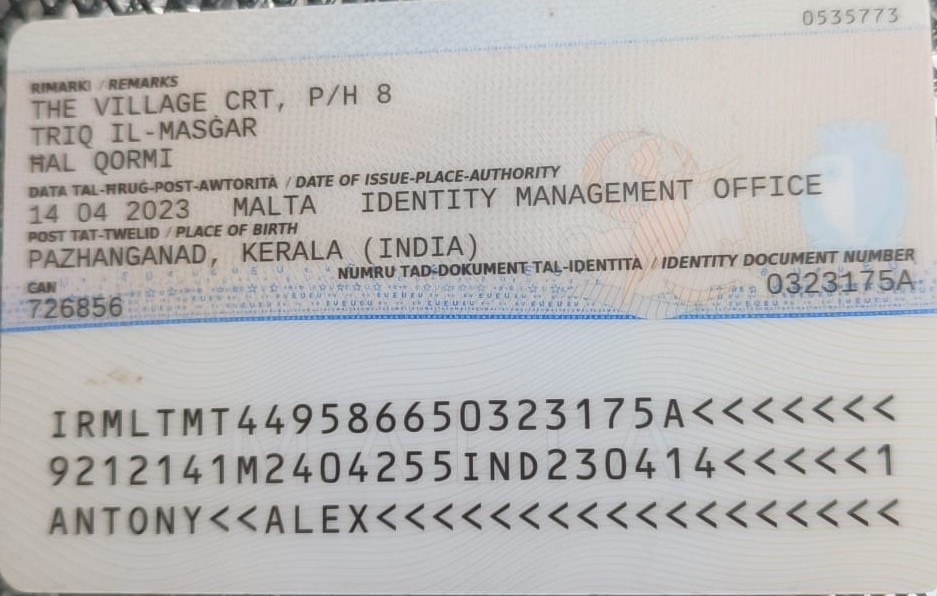 0535773
RIMARKI / REMARKS
THE VILLAGE CRT, P/H 8
TRIQ IL-MASĠAR
ĦAL QORMI
DATA TAL-ĦRUĠ-POST-AWTORITÀ / DATE OF ISSUE-PLACE-AUTHORITY
14 04 2023 MALTA IDENTITY MANAGEMENT OFFICE
POST TAT-TWELID / PLACE OF BIRTH
PAZHANGANAD, KERALA (INDIA)
NUMRU TAD-DOKUMENT TAL-IDENTITÀ / IDENTITY DOCUMENT NUMBER
0323175A
CAN
726856
IRMLTMT449586650323175A<<<<<<<
9212141M2404255IND230414<<<<<1
ANTONY<<ALEX<<<<<<<<<<<<<<<<<<